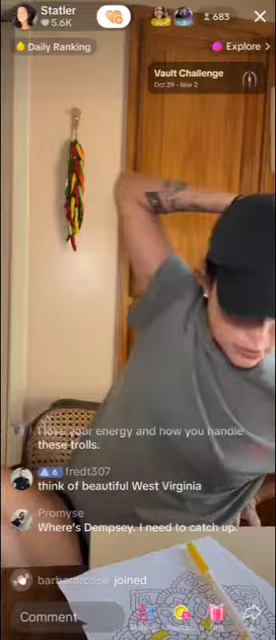 Statler
5.6K
683
Daily Ranking
Explore >
Vault Challenge
Oct 29 - Nov 2
I love your energy and how you handle
these trolls.
6 fredt307
think of beautiful West Virginia
Promyse
Where's Dempsey. I need to catch up.
joined
Comment